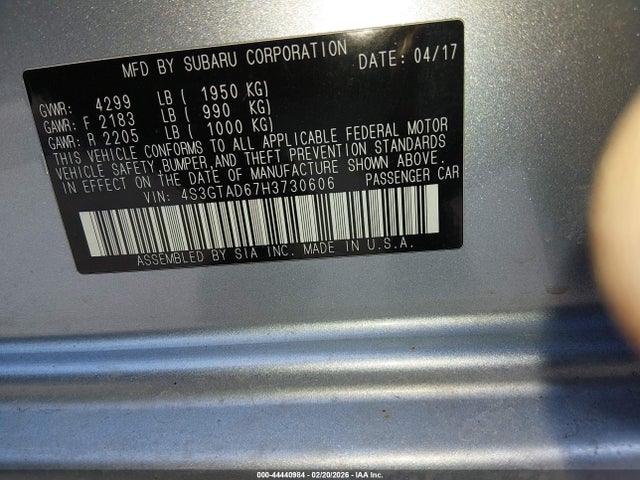 MFD BY SUBARU CORPORATION DATE: 04/17
GVWR: 4299 LB ( 1950 KG)
GAWR: F 2183 LB ( 990 KG)
GAWR: R 2205 LB ( 1000 KG)
THIS VEHICLE CONFORMS TO ALL APPLICABLE FEDERAL MOTOR
VEHICLE SAFETY,BUMPER,AND THEFT PREVENTION STANDARDS
IN EFFECT ON THE DATE OF MANUFACTURE SHOWN ABOVE.
VIN: 4S3GTAD67H3730606 PASSENGER CAR
ASSEMBLED BY SIA INC. MADE IN U.S.A.
000-44440984 - 02/20/2026 - IAA Inc.